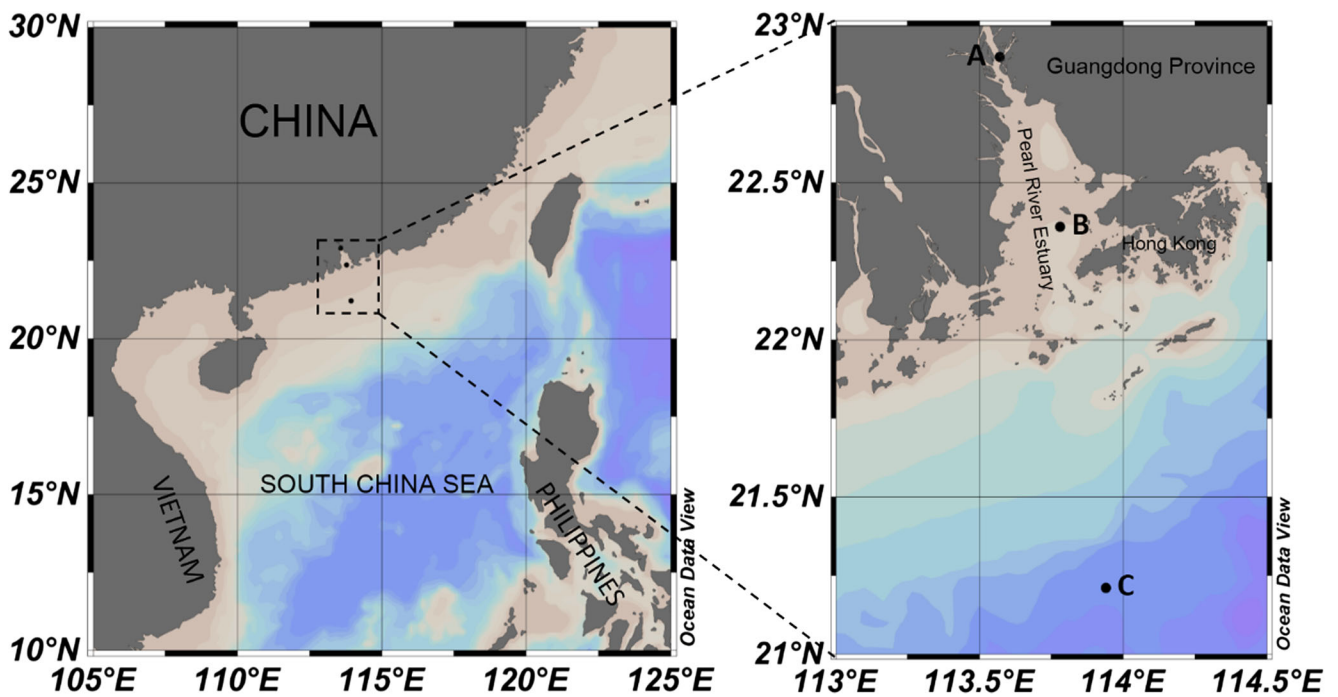 30°N
25°N
20°N
15°N
10°N
105°E 110°E 115°E 120°E 125°E
CHINA
SOUTH CHINA SEA
VIETNAM
PHILIPPINES
Ocean Data View
23°N
22.5°N
22°N
21.5°N
21°N
113°E 113.5°E 114°E 114.5°E
A
Guangdong Province
Pearl River Estuary
B
Hong Kong
C
Ocean Data View